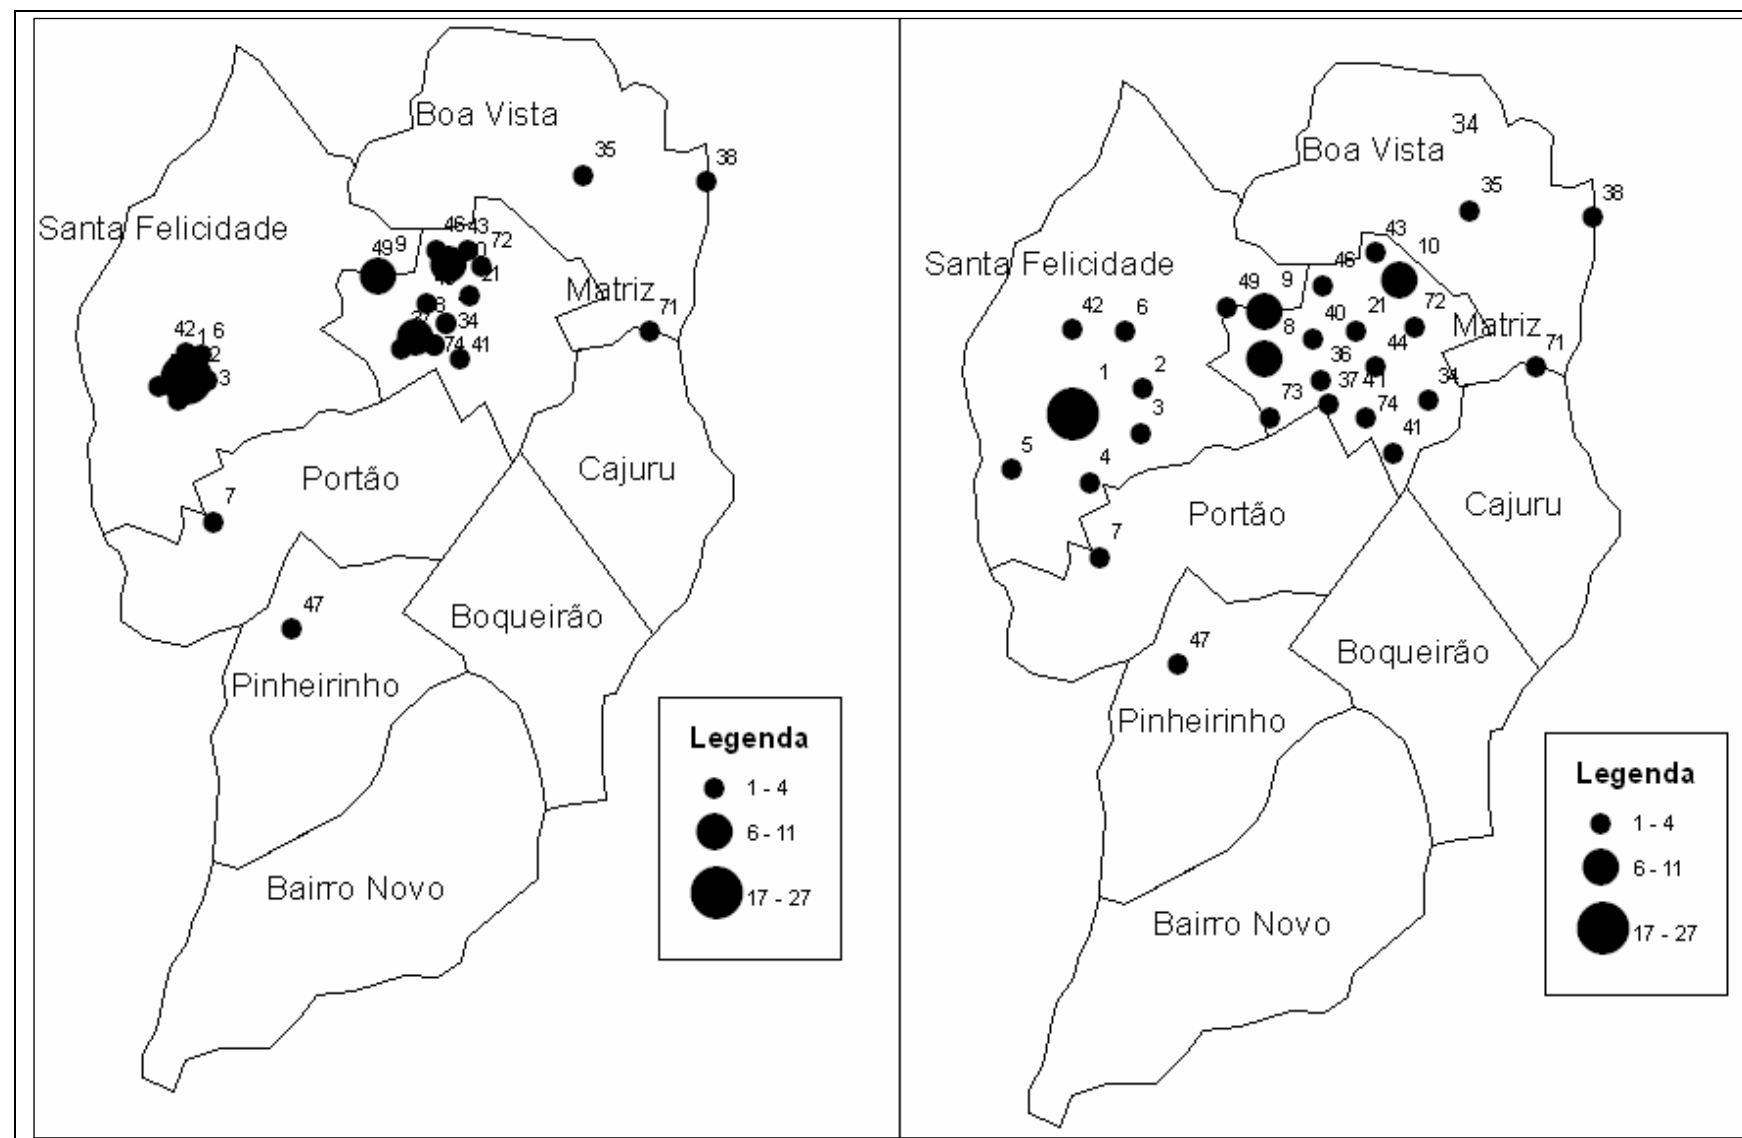 Boa Vista
35
38
Santa Felicidade
46
43
72
49
9
21
Matriz
71
34
74
41
42
1
6
2
3
Portão
Cajuru
7
47
Boqueirão
Pinheirinho
Legenda
1 - 4
6 - 11
17 - 27
Bairro Novo
34
Boa Vista
35
38
43
10
Santa Felicidade
46
49
9
42
6
8
40
21
72
Matriz
36
44
71
1
2
37
41
34
3
73
74
41
5
4
Portão
Cajuru
7
47
Boqueirão
Pinheirinho
Legenda
1 - 4
6 - 11
17 - 27
Bairro Novo